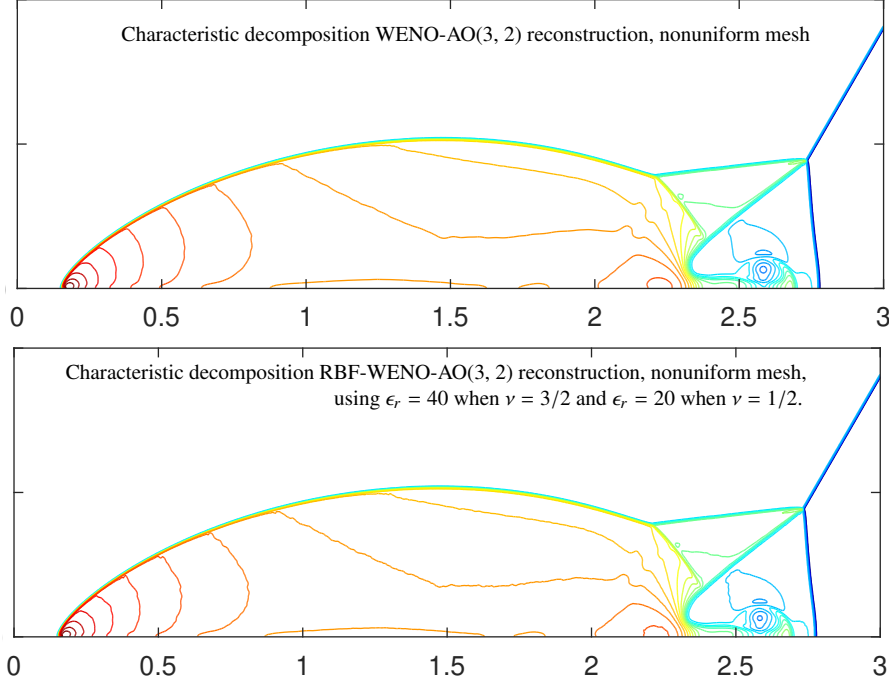 Characteristic decomposition WENO-AO(3, 2) reconstruction, nonuniform mesh
0 0.5 1 1.5 2 2.5 3
Characteristic decomposition RBF-WENO-AO(3, 2) reconstruction, nonuniform mesh,
using ϵr = 40 when ν = 3/2 and ϵr = 20 when ν = 1/2.
0 0.5 1 1.5 2 2.5 3